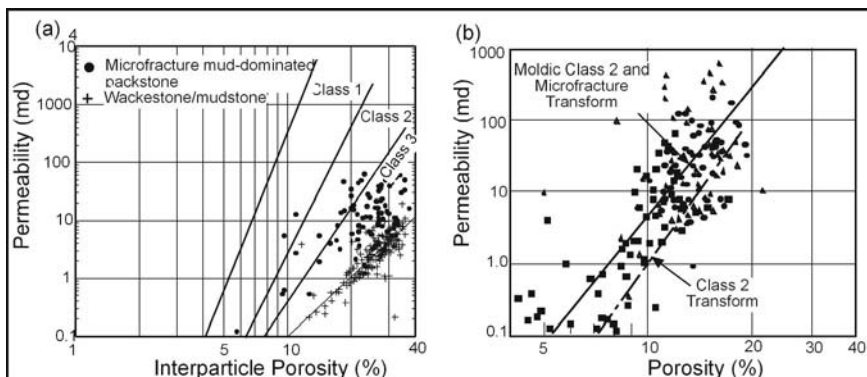 (a)
10
4
1000
100
10
1
0.1
Permeability (md)
Microfracture mud-dominated
packstone
Wackestone/mudstone
Class 1
Class 2
Class 3
1
5
10
40
Interparticle Porosity (%)
(b)
1000
100
10
1.0
0.1
Permeability (md)
Moldic Class 2 and
Microfracture
Transform
Class 2
Transform
5
10
20
30
40
Porosity (%)